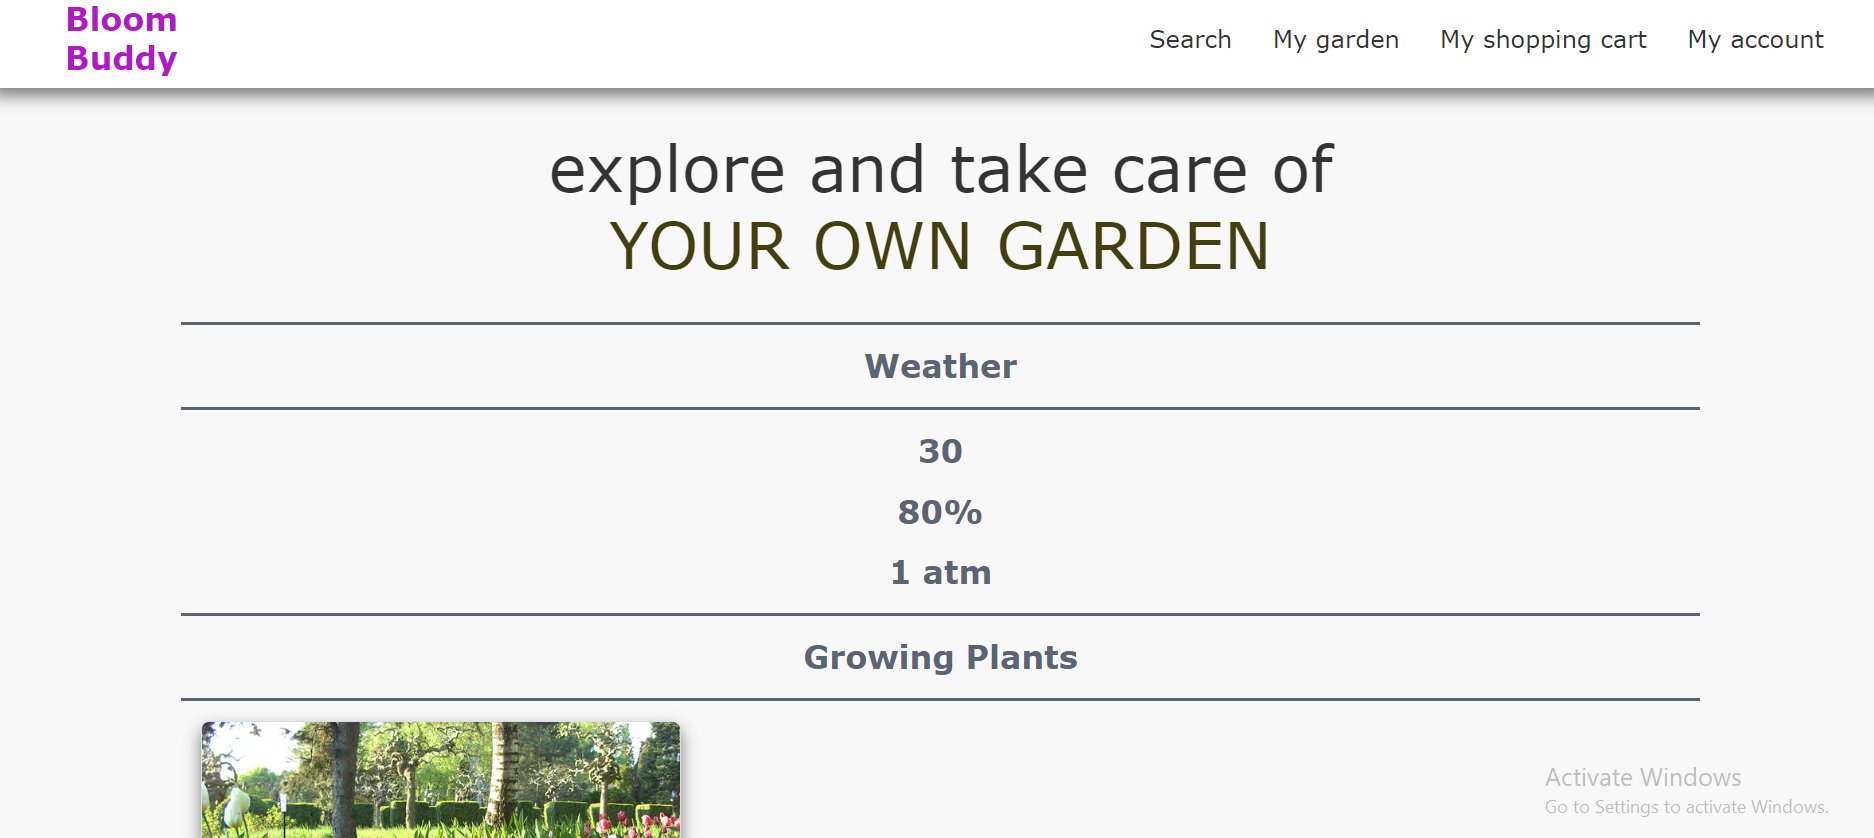 Bloom
Buddy
Search My garden My shopping cart My account
explore and take care of
YOUR OWN GARDEN
Weather
30
80%
1 atm
Growing Plants
Activate Windows
Go to Settings to activate Windows.